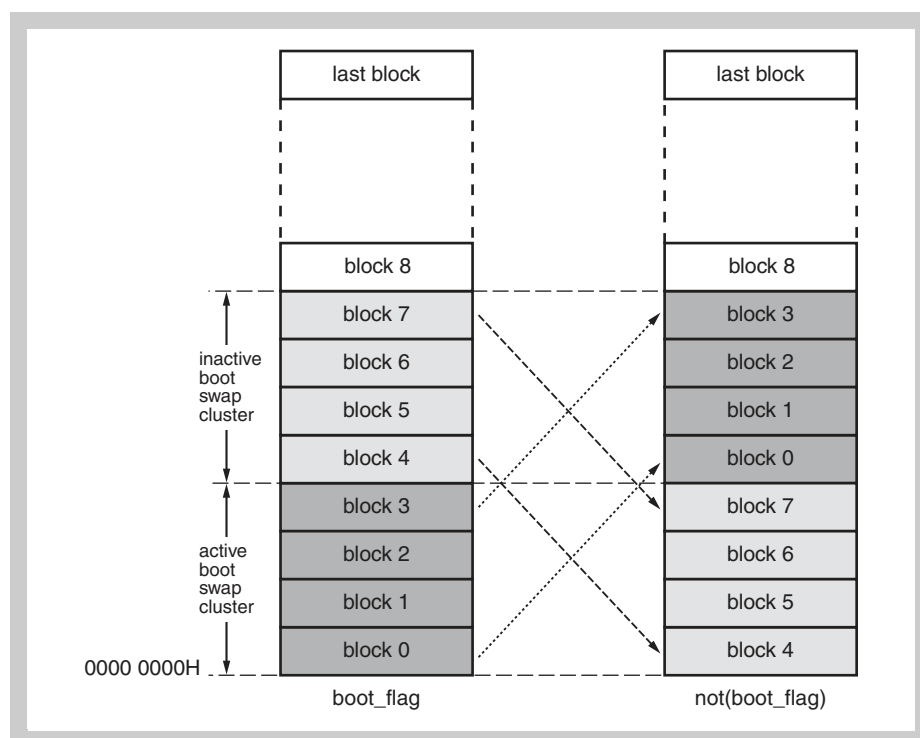 last block
last block
block 8
block 8
block 7
block 3
inactive
boot
swap
cluster
block 6
block 2
block 5
block 1
block 4
block 0
block 3
block 7
active
boot
swap
cluster
block 2
block 6
block 1
block 5
block 0
block 4
0000 0000H
boot_flag
not(boot_flag)